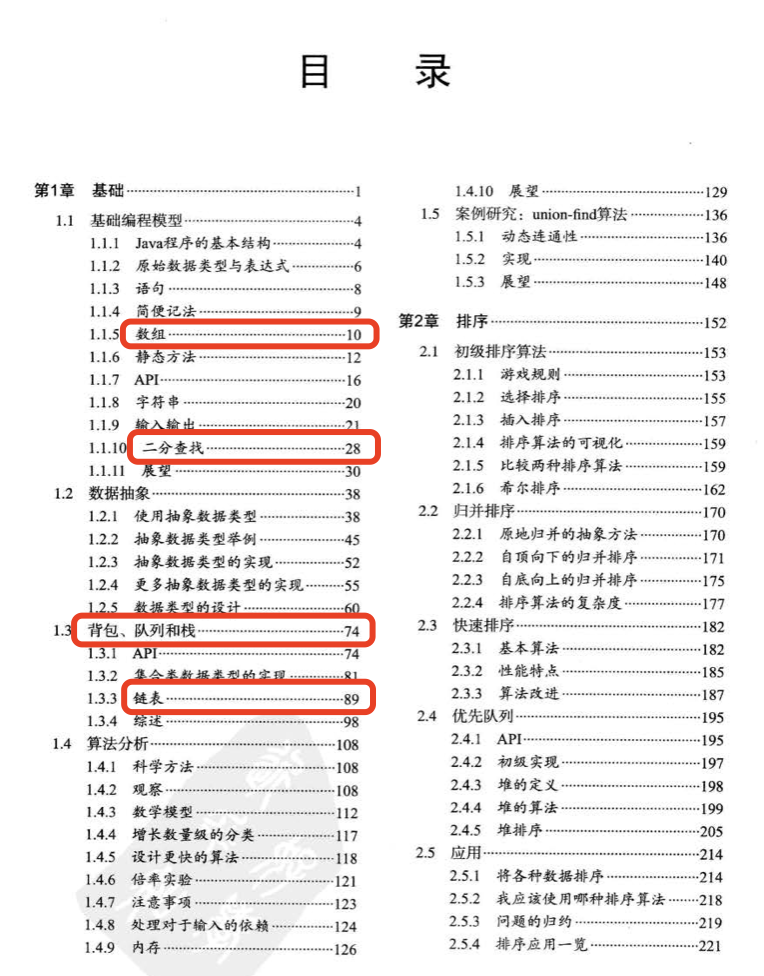 目 录
第1章 基础 1
1.1 基础编程模型 4
1.1.1 Java程序的基本结构 4
1.1.2 原始数据类型与表达式 6
1.1.3 语句 8
1.1.4 简便记法 9
1.1.5 数组 10
1.1.6 静态方法 12
1.1.7 API 16
1.1.8 字符串 20
1.1.9 输入输出 21
1.1.10 二分查找 28
1.1.11 展望 30
1.2 数据抽象 38
1.2.1 使用抽象数据类型 38
1.2.2 抽象数据类型举例 45
1.2.3 抽象数据类型的实现 52
1.2.4 更多抽象数据类型的实现 55
1.2.5 数据类型的设计 60
1.3 背包、队列和栈 74
1.3.1 API 74
1.3.2 集合类数据类型的实现 81
1.3.3 链表 89
1.3.4 综述 98
1.4 算法分析 108
1.4.1 科学方法 108
1.4.2 观察 108
1.4.3 数学模型 112
1.4.4 增长数量级的分类 117
1.4.5 设计更快的算法 118
1.4.6 倍率实验 121
1.4.7 注意事项 123
1.4.8 处理对于输入的依赖 124
1.4.9 内存 126
1.4.10 展望 129
1.5 案例研究：union-find算法 136
1.5.1 动态连通性 136
1.5.2 实现 140
1.5.3 展望 148
第2章 排序 152
2.1 初级排序算法 153
2.1.1 游戏规则 153
2.1.2 选择排序 155
2.1.3 插入排序 157
2.1.4 排序算法的可视化 159
2.1.5 比较两种排序算法 159
2.1.6 希尔排序 162
2.2 归并排序 170
2.2.1 原地归并的抽象方法 170
2.2.2 自顶向下的归并排序 171
2.2.3 自底向上的归并排序 175
2.2.4 排序算法的复杂度 177
2.3 快速排序 182
2.3.1 基本算法 182
2.3.2 性能特点 185
2.3.3 算法改进 187
2.4 优先队列 195
2.4.1 API 195
2.4.2 初级实现 197
2.4.3 堆的定义 198
2.4.4 堆的算法 199
2.4.5 堆排序 205
2.5 应用 214
2.5.1 将各种数据排序 214
2.5.2 我应该使用哪种排序算法 218
2.5.3 问题的归约 219
2.5.4 排序应用一览 221